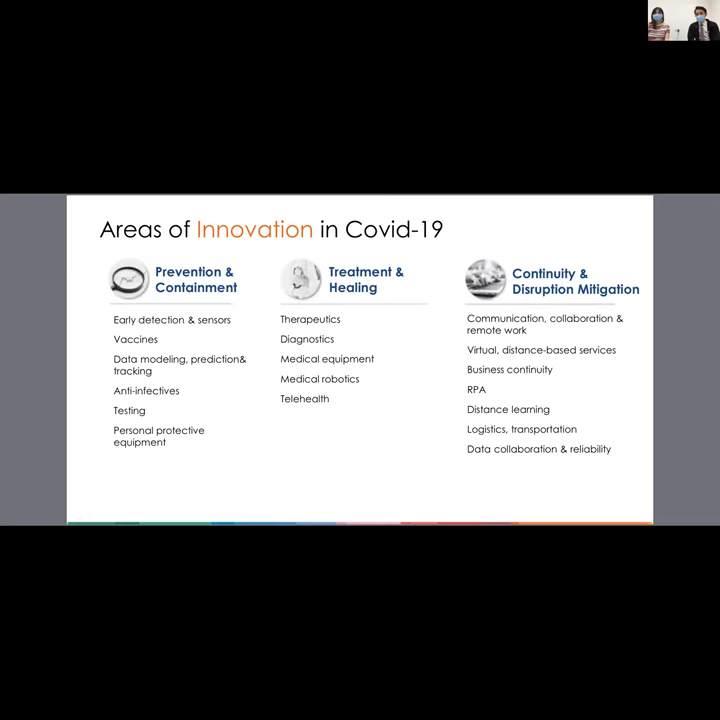 Areas of Innovation in Covid-19
Prevention &
Containment
Early detection & sensors
Vaccines
Data modeling, prediction&
tracking
Anti-infectives
Testing
Personal protective
equipment
Treatment &
Healing
Therapeutics
Diagnostics
Medical equipment
Medical robotics
Telehealth
Continuity &
Disruption Mitigation
Communication, collaboration &
remote work
Virtual, distance-based services
Business continuity
RPA
Distance learning
Logistics, transportation
Data collaboration & reliability